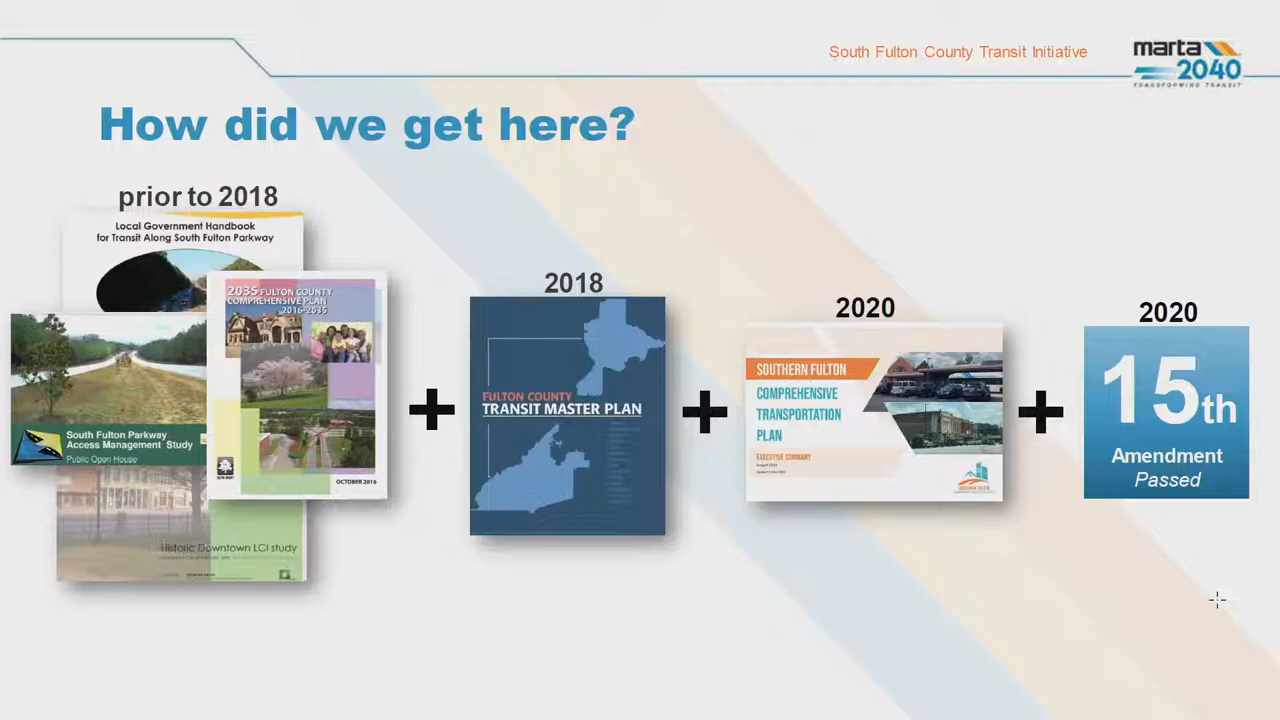 South Fulton County Transit Initiative
marta
2040
TRANSFORMING TRANSIT
How did we get here?
prior to 2018
Local Government Handbook
for Transit Along South Fulton Parkway
South Fulton Parkway
Access Management Study
Public Open House
2035 FULTON COUNTY
COMPREHENSIVE PLAN
2016-2035
OCTOBER 2016
Historic Downtown LCI study
2018
FULTON COUNTY
TRANSIT MASTER PLAN
2020
SOUTHERN FULTON
COMPREHENSIVE
TRANSPORTATION
PLAN
EXECUTIVE SUMMARY
2020
15th
Amendment
Passed